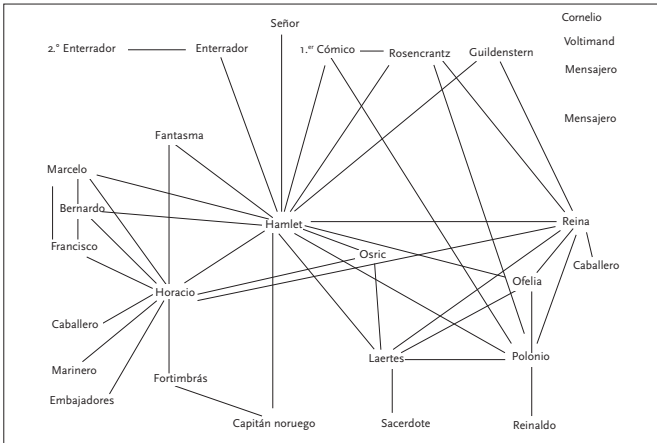 Cornelio
Señor
2.° Enterrador
Enterrador
1.er Cómico
Rosencrantz
Guildenstern
Voltimand
Mensajero
Mensajero
Fantasma
Marcelo
Bernardo
Hamlet
Reina
Francisco
Osric
Caballero
Ofelia
Horacio
Caballero
Laertes
Polonio
Marinero
Fortimbrás
Embajadores
Capitán noruego
Sacerdote
Reinaldo